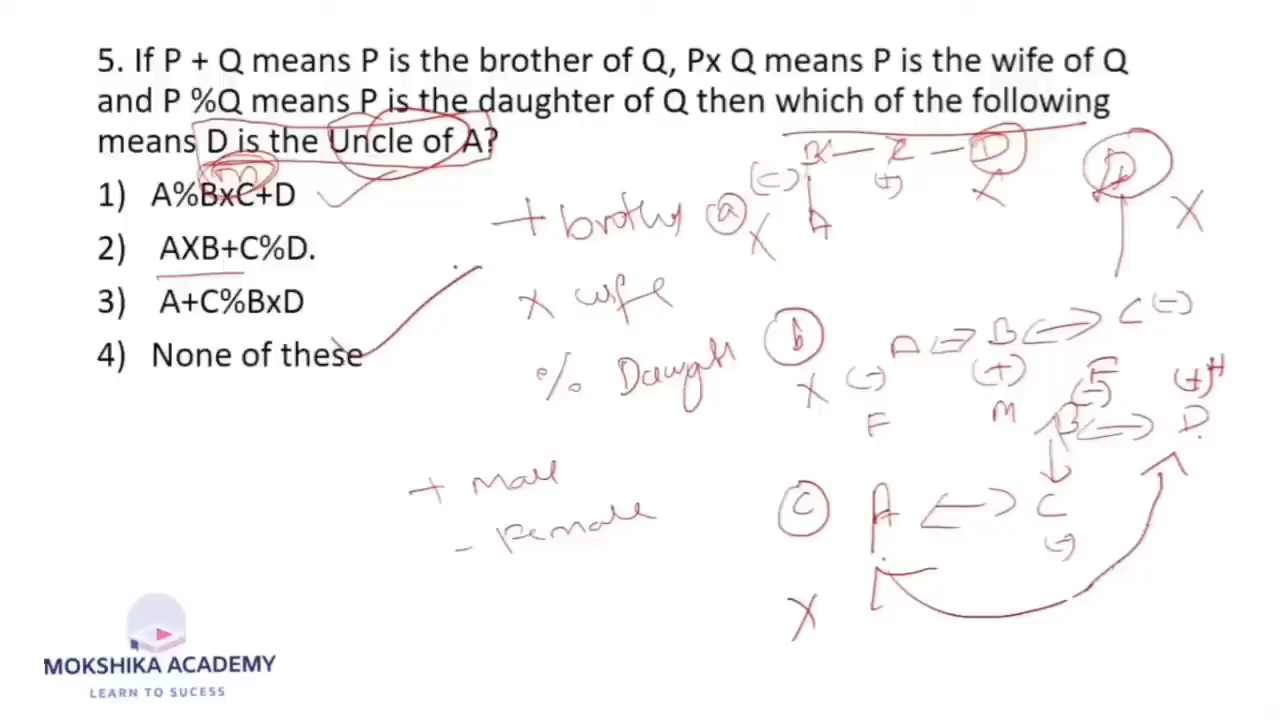 5. If P + Q means P is the brother of Q, Px Q means P is the wife of Q
and P %Q means P is the daughter of Q then which of the following
means D is the Uncle of A?
1) A%BxC+D
2) AXB+C%D.
3) A+C%BxD
4) None of these
+ brother
x wife
% Daught
+ Male
- Female
a
X
(-)
(+)
D
A
D
X
b
X
A
B
C (-)
(-)
(+)
F
M
F
(-)
(+) H
B
D
c
A
C
X
MOKSHIKA ACADEMY
LEARN TO SUCESS